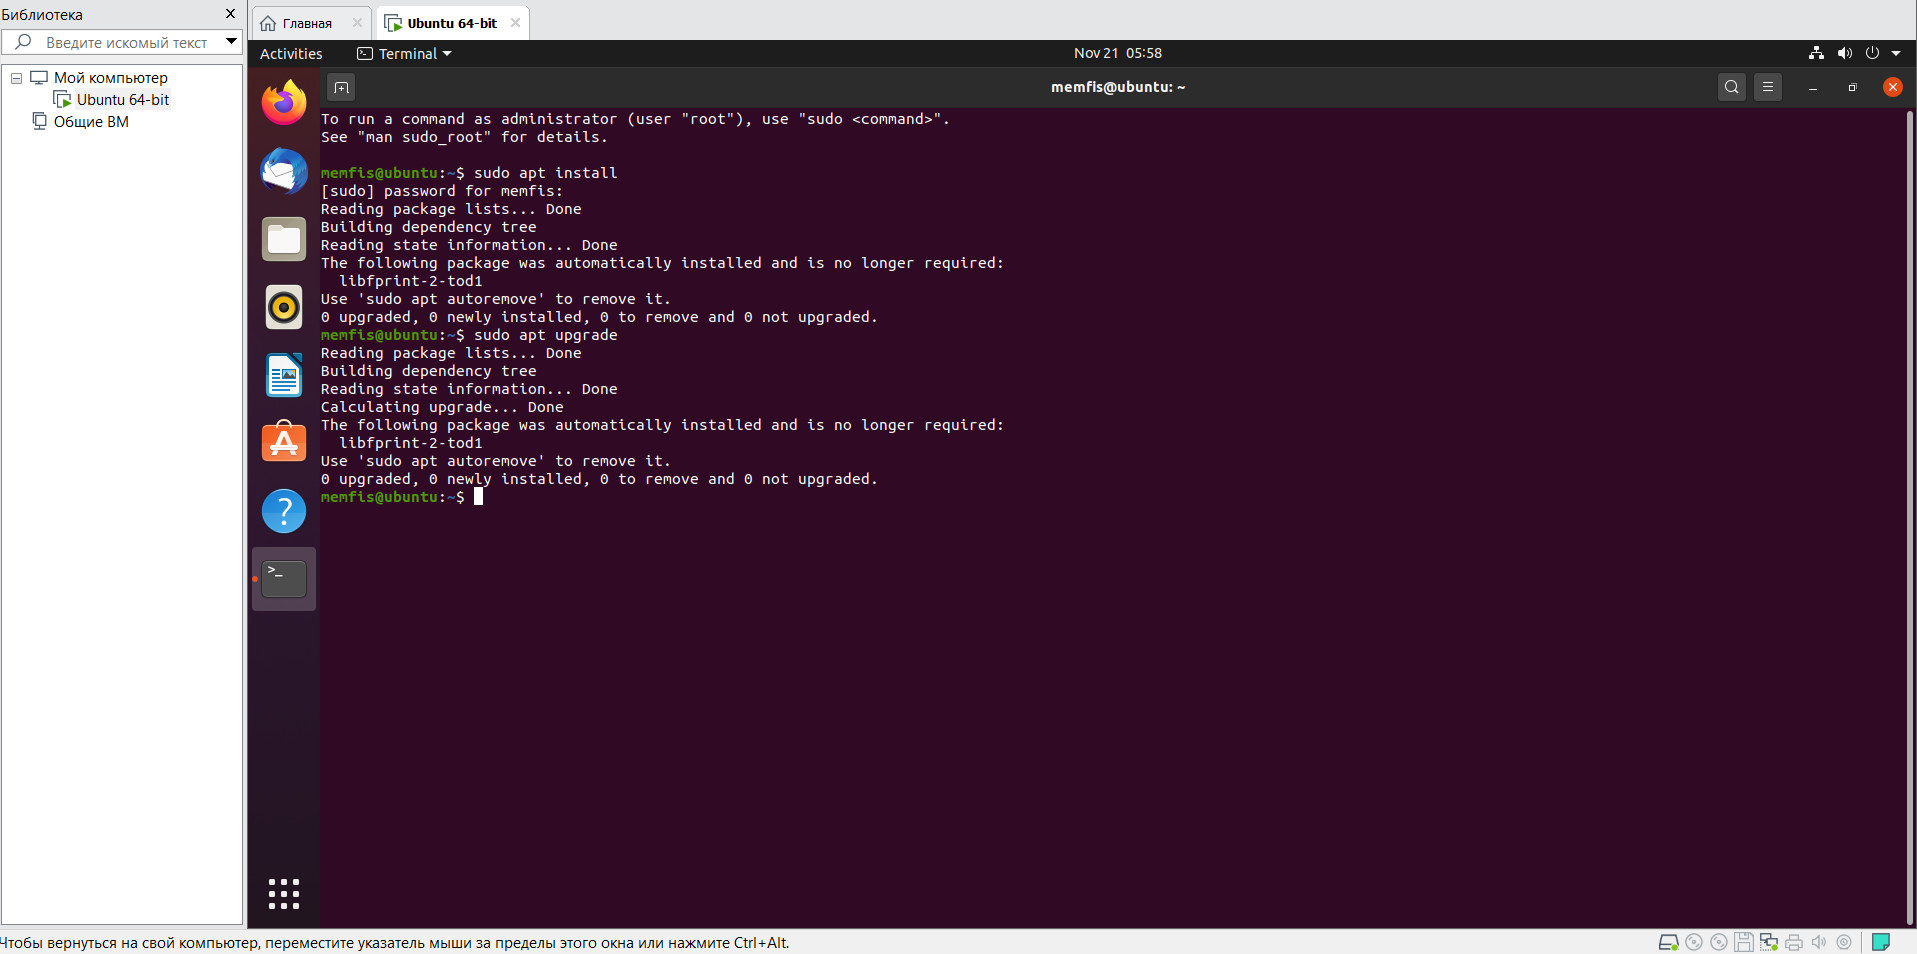 Библиотека
Введите искомый текст
Мой компьютер
Ubuntu 64-bit
Общие ВМ
Главная
Ubuntu 64-bit
Activities
Terminal
Nov 21 05:58
memfis@ubuntu: ~
To run a command as administrator (user "root"), use "sudo <command>".
See "man sudo_root" for details.
memfis@ubuntu:~$ sudo apt install
[sudo] password for memfis:
Reading package lists... Done
Building dependency tree
Reading state information... Done
The following package was automatically installed and is no longer required:
libfprint-2-tod1
Use 'sudo apt autoremove' to remove it.
0 upgraded, 0 newly installed, 0 to remove and 0 not upgraded.
memfis@ubuntu:~$ sudo apt upgrade
Reading package lists... Done
Building dependency tree
Reading state information... Done
Calculating upgrade... Done
The following package was automatically installed and is no longer required:
libfprint-2-tod1
Use 'sudo apt autoremove' to remove it.
0 upgraded, 0 newly installed, 0 to remove and 0 not upgraded.
memfis@ubuntu:~$
Чтобы вернуться на свой компьютер, переместите указатель мыши за пределы этого окна или нажмите Ctrl+Alt.